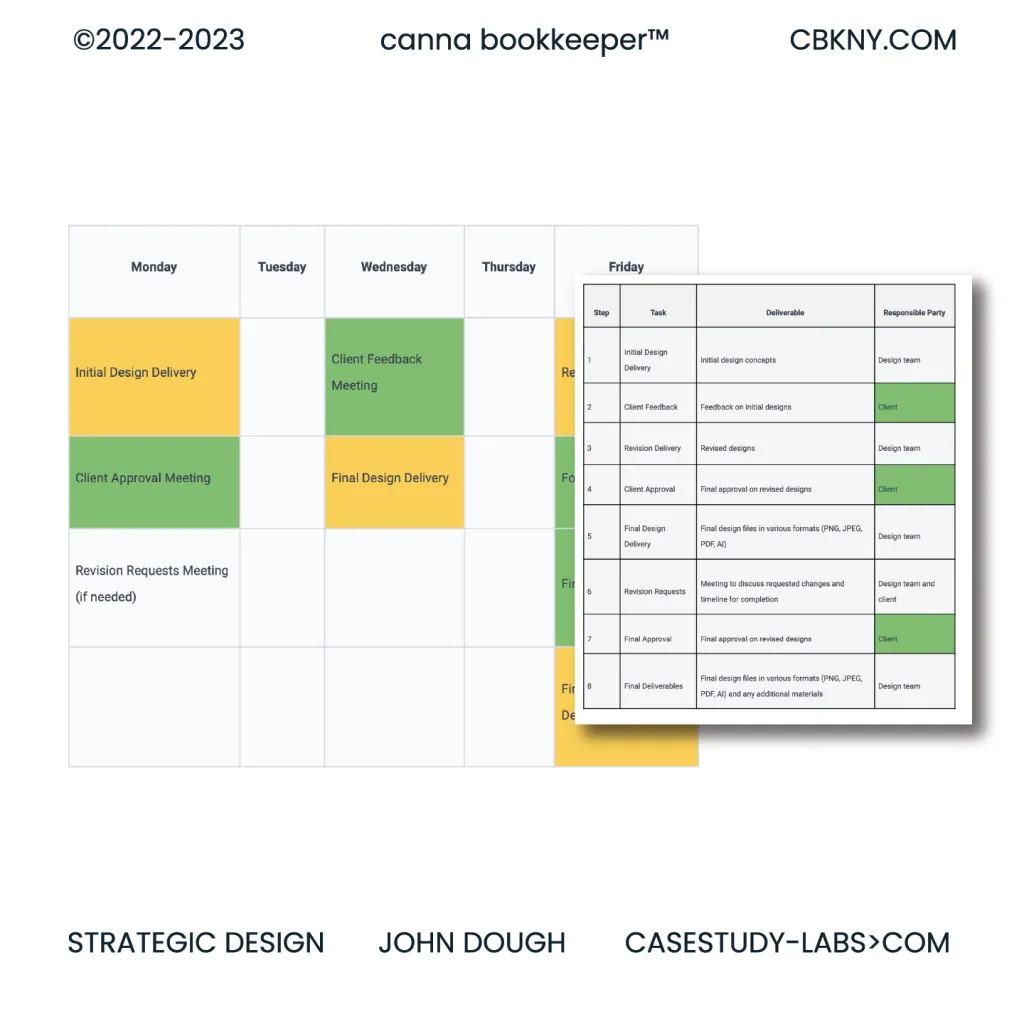 ©2022-2023 canna bookkeeper™ CBKNY.COM
Monday Tuesday Wednesday Thursday Friday
Initial Design Delivery
Client Feedback
Meeting
Re
Client Approval Meeting
Final Design Delivery
Fo
Revision Requests Meeting
(if needed)
Fin
Fin
De
Step Task Deliverable Responsible Party
1
Initial Design
Delivery
Initial design concepts
Design team
2 Client Feedback Feedback on initial designs Client
3 Revision Delivery Revised designs Design team
4 Client Approval Final approval on revised designs Client
5
Final Design
Delivery
Final design files in various formats (PNG, JPEG,
PDF, AI)
Design team
6
Revision Requests
Meeting to discuss requested changes and
timeline for completion
Design team and
client
7 Final Approval Final approval on revised designs Client
8
Final Deliverables
Final design files in various formats (PNG, JPEG,
PDF, AI) and any additional materials
Design team
STRATEGIC DESIGN JOHN DOUGH CASESTUDY-LABS>COM